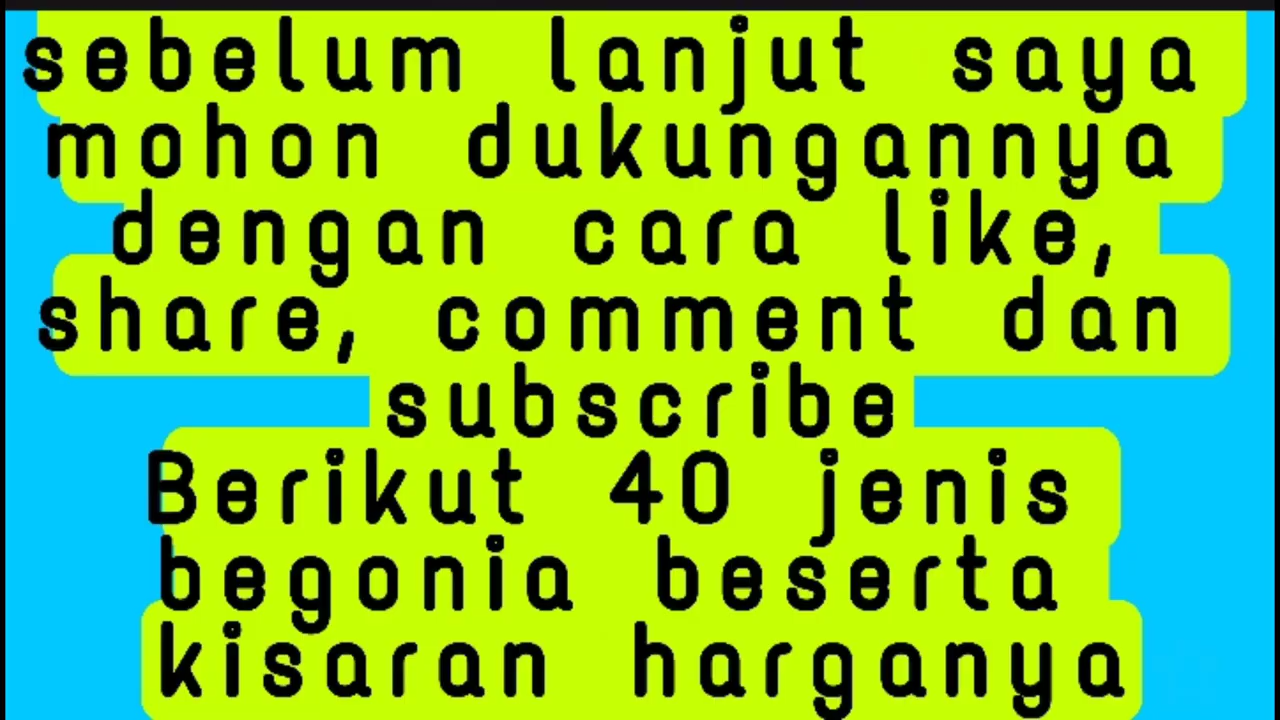 sebelum lanjut saya
mohon dukungannya
dengan cara like,
share, comment dan
subscribe
Berikut 40 jenis
begonia beserta
kisaran harganya